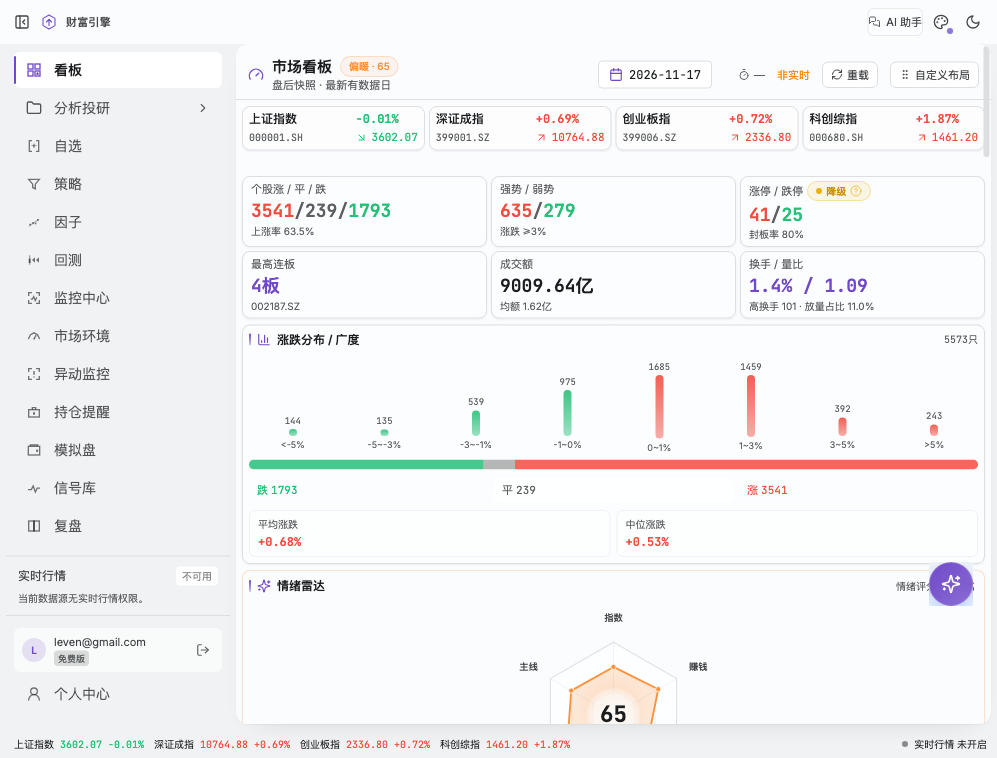 财富引擎
AI 助手
看板
分析投研
自选
策略
因子
回测
监控中心
市场环境
异动监控
持仓提醒
模拟盘
信号库
复盘
实时行情 不可用
当前数据源无实时行情权限。
L
leven@gmail.com
免费版
个人中心
市场看板 偏暖 · 65
盘后快照 · 最新有数据日
2026-11-17
— 非实时
重载
自定义布局
上证指数 -0.01%
000001.SH 3602.07
深证成指 +0.69%
399001.SZ 10764.88
创业板指 +0.72%
399006.SZ 2336.80
科创综指 +1.87%
000680.SH 1461.20
个股涨 / 平 / 跌
3541/239/1793
上涨率 63.5%
强势 / 弱势
635/279
涨跌 ≥3%
涨停 / 跌停 降级
41/25
封板率 80%
最高连板
4板
002187.SZ
成交额
9009.64亿
均额 1.62亿
换手 / 量比
1.4% / 1.09
高换手 101 · 放量占比 11.0%
涨跌分布 / 广度 5573只
144 135 539 975 1685 1459 392 243
<-5% -5~-3% -3~-1% -1~0% 0~1% 1~3% 3~5% >5%
跌 1793 平 239 涨 3541
平均涨跌
+0.68%
中位涨跌
+0.53%
情绪雷达 情绪评
指数
主线 赚钱
65
上证指数 3602.07 -0.01% 深证成指 10764.88 +0.69% 创业板指 2336.80 +0.72% 科创综指 1461.20 +1.87%
实时行情 未开启